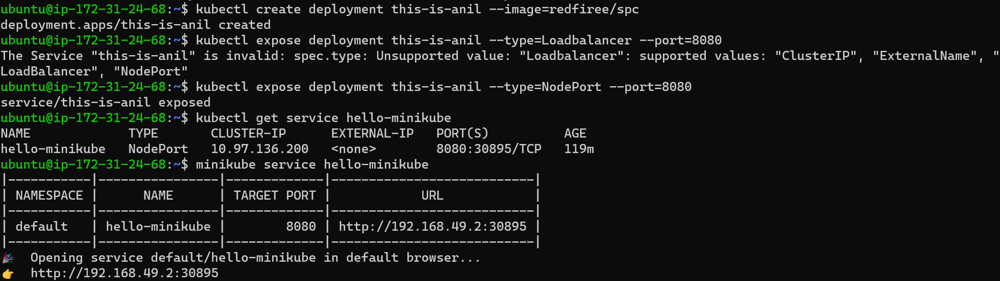 ubuntu@ip-172-31-24-68:~$ kubectl create deployment this-is-anil --image=redfiree/spc
deployment.apps/this-is-anil created
ubuntu@ip-172-31-24-68:~$ kubectl expose deployment this-is-anil --type=Loadbalancer --port=8080
The Service "this-is-anil" is invalid: spec.type: Unsupported value: "Loadbalancer": supported values: "ClusterIP", "ExternalName", "
LoadBalancer", "NodePort"
ubuntu@ip-172-31-24-68:~$ kubectl expose deployment this-is-anil --type=NodePort --port=8080
service/this-is-anil exposed
ubuntu@ip-172-31-24-68:~$ kubectl get service hello-minikube
NAME             TYPE       CLUSTER-IP      EXTERNAL-IP   PORT(S)          AGE
hello-minikube   NodePort   10.97.136.200   <none>        8080:30895/TCP   119m
ubuntu@ip-172-31-24-68:~$ minikube service hello-minikube
|-----------|----------------|-------------|---------------------------|
| NAMESPACE |      NAME      | TARGET PORT |            URL            |
|-----------|----------------|-------------|---------------------------|
| default   | hello-minikube |        8080 | http://192.168.49.2:30895 |
|-----------|----------------|-------------|---------------------------|
🎉  Opening service default/hello-minikube in default browser...
👉  http://192.168.49.2:30895